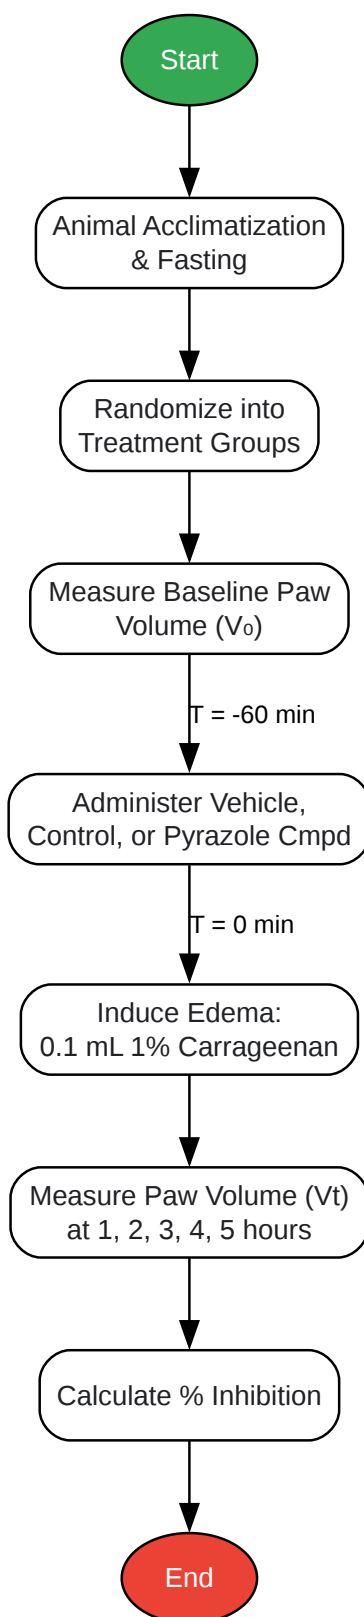 Start
Animal Acclimatization
& Fasting
Randomize into
Treatment Groups
Measure Baseline Paw
Volume (V₀)
T = -60 min
Administer Vehicle,
Control, or Pyrazole Cmpd
T = 0 min
Induce Edema:
0.1 mL 1% Carrageenan
Measure Paw Volume (Vt)
at 1, 2, 3, 4, 5 hours
Calculate % Inhibition
End